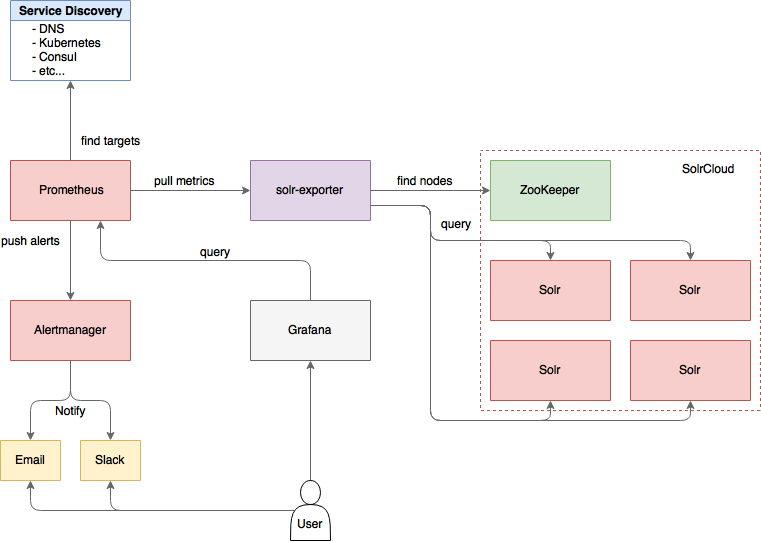 Service Discovery
- DNS
- Kubernetes
- Consul
- etc...
find targets
Prometheus
pull metrics
solr-exporter
find nodes
ZooKeeper
SolrCloud
push alerts
query
query
Solr
Solr
Alertmanager
Grafana
Solr
Solr
Notify
Email
Slack
User